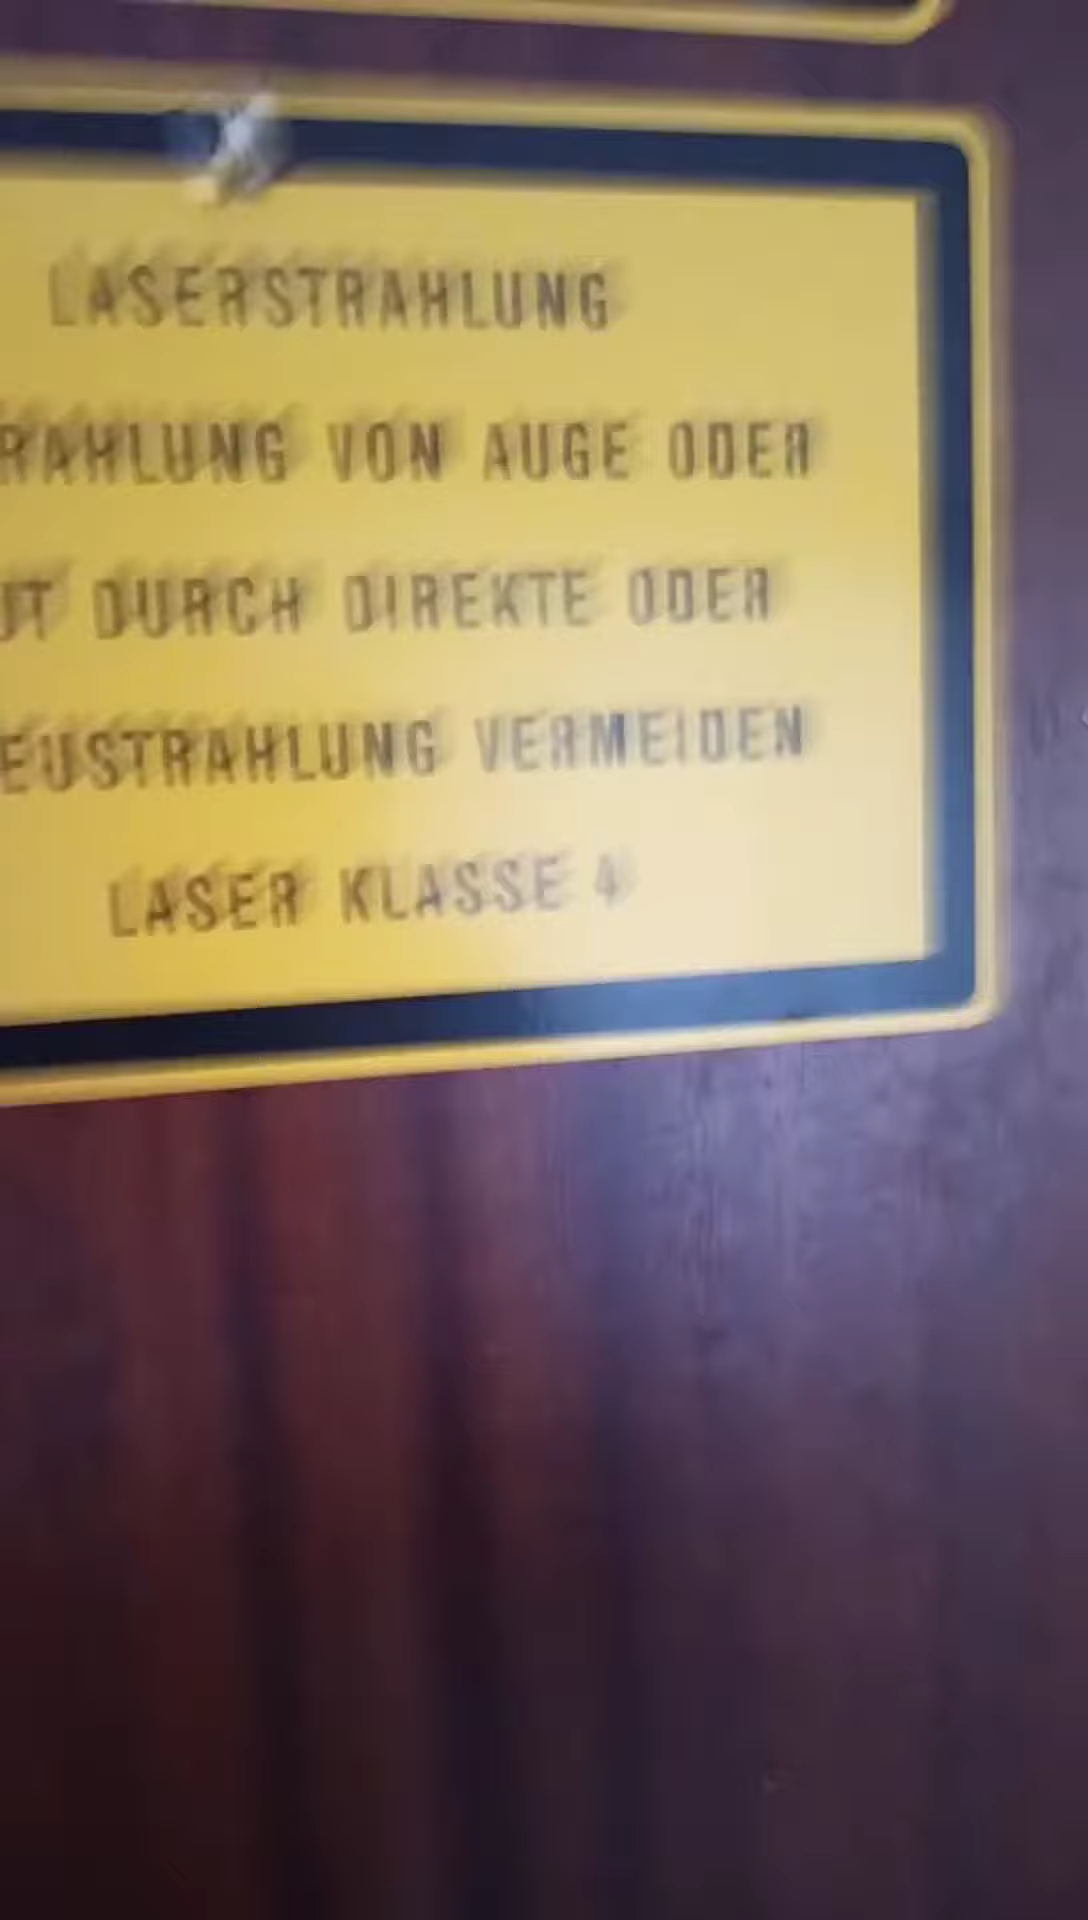 LASERSTRAHLUNG
RAHLUNG VON AUGE ODER
UT DURCH DIREKTE ODER
EUSTRAHLUNG VERMEIDEN
LASER KLASSE 4